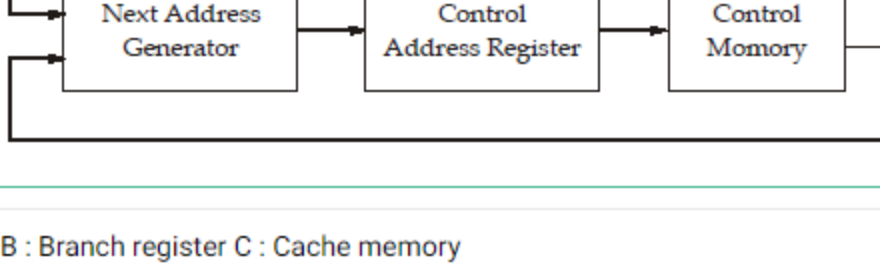 Next Address
Generator
Control
Address Register
Control
Momory
B : Branch register C : Cache memory